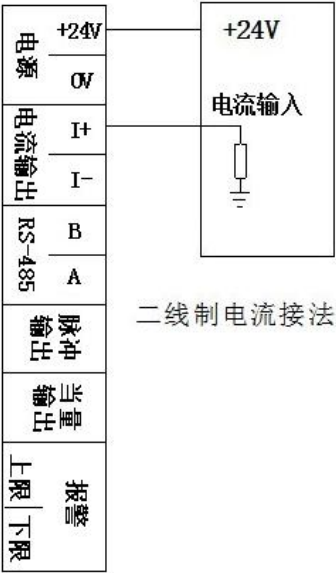 电源
+24V
0V
电流输出
I+
I-
RS-485
B
A
脉冲
输出
当量
输出
报警
上限
下限
+24V
电流输入
二线制电流接法